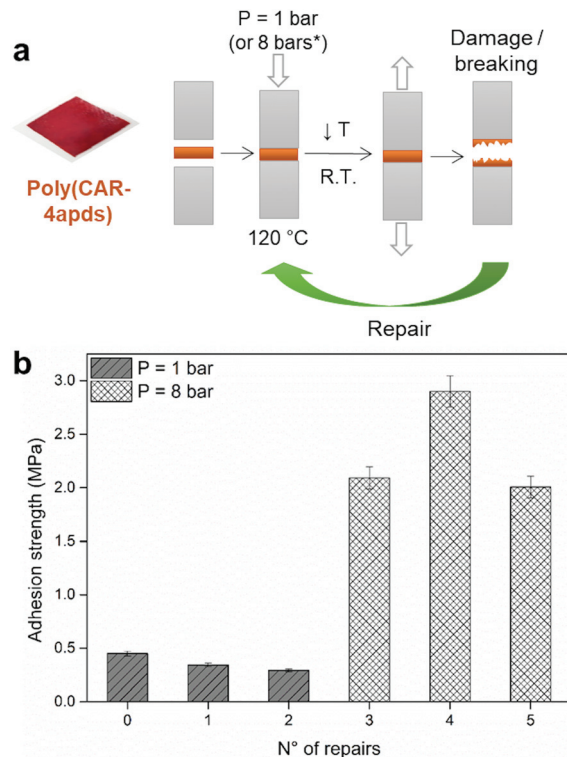 a
P = 1 bar
(or 8 bars*)
Damage /
breaking
↓ T
R.T.
Poly(CAR-
4apds)
120 °C
Repair
b
P = 1 bar
P = 8 bar
Adhesion strength (MPa)
3.0
2.5
2.0
1.5
1.0
0.5
0.0
0 1 2 3 4 5
N° of repairs